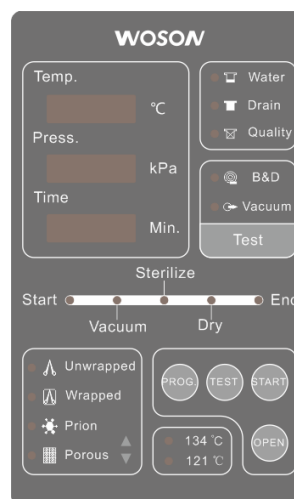 WOSON
Temp.
°C
Press.
kPa
Time
Min.
Water
Drain
Quality
B&D
Vacuum
Test
Sterilize
Start
End
Vacuum
Dry
Unwrapped
Wrapped
Prion
Porous
PROG.
TEST
START
134 °C
121 °C
OPEN